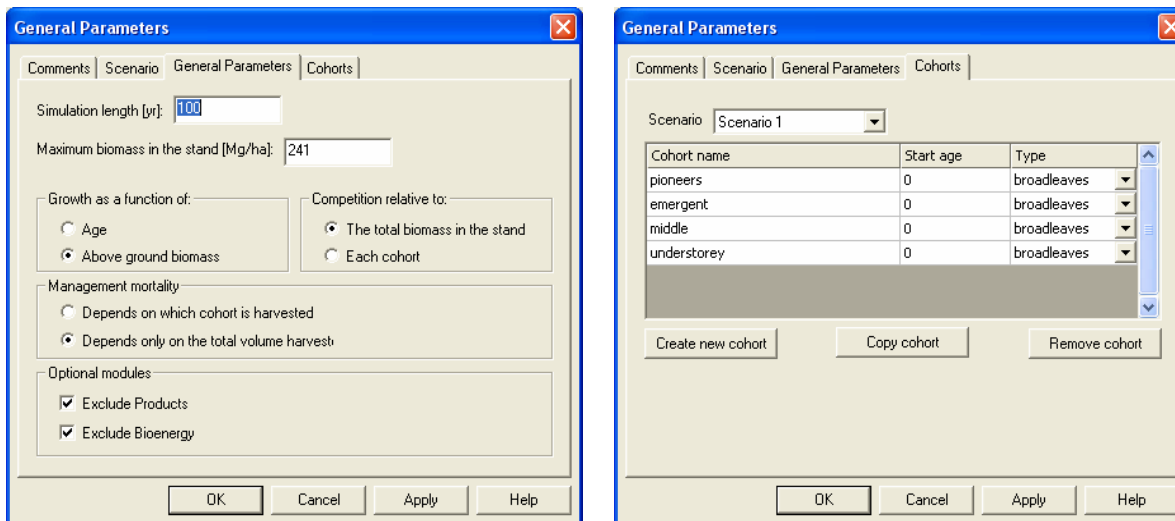 General Parameters
Comments Scenario General Parameters Cohorts
Simulation length [yr]: 100
Maximum biomass in the stand [Mg/ha]: 241
Growth as a function of:
Age
Above ground biomass
Competition relative to:
The total biomass in the stand
Each cohort
Management mortality
Depends on which cohort is harvested
Depends only on the total volume harveste
Optional modules
Exclude Products
Exclude Bioenergy
OK Cancel Apply Help
General Parameters
Comments Scenario General Parameters Cohorts
Scenario Scenario 1
Cohort name Start age Type
pioneers 0 broadleaves
emergent 0 broadleaves
middle 0 broadleaves
understorey 0 broadleaves
Create new cohort Copy cohort Remove cohort
OK Cancel Apply Help